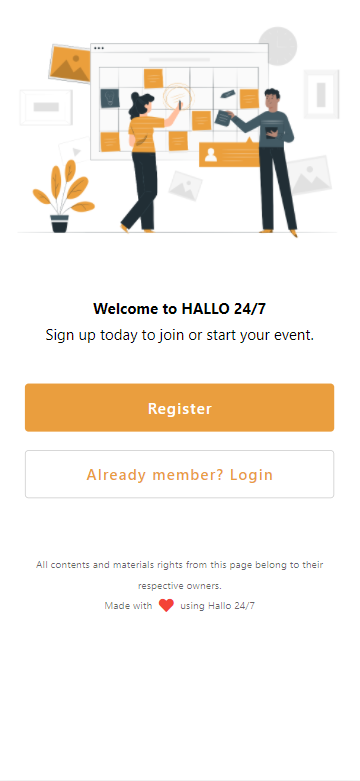 Welcome to HALLO 24/7
Sign up today to join or start your event.
Register
Already member? Login
All contents and materials rights from this page belong to their
respective owners.
Made with ❤ using Hallo 24/7